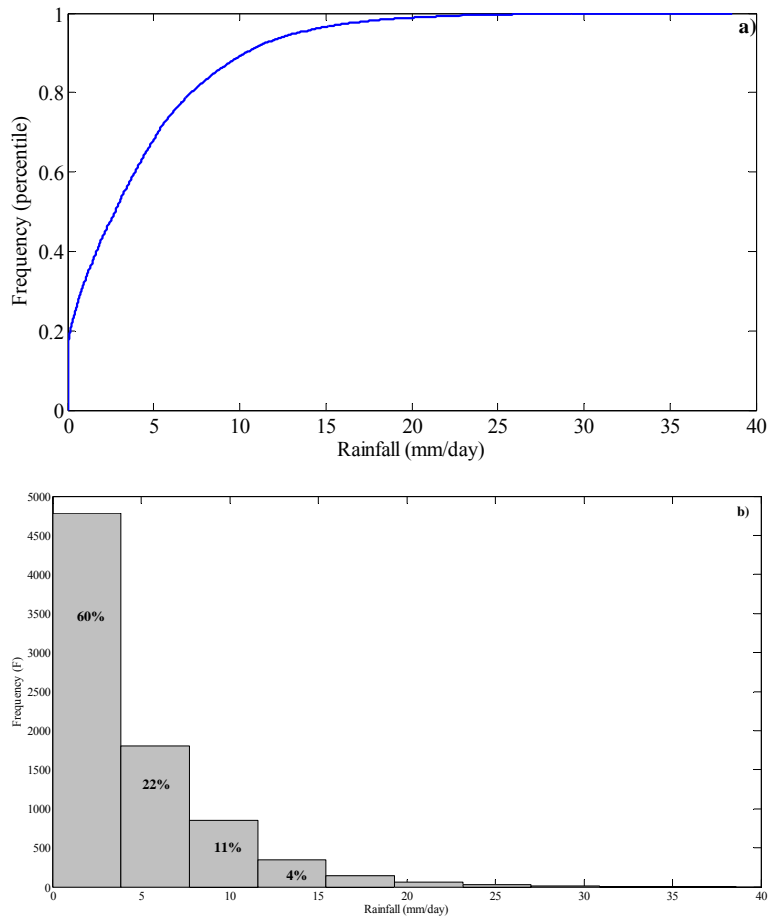 a)
1
0.8
0.6
0.4
0.2
0
Frequency (percentile)
0 5 10 15 20 25 30 35 40
Rainfall (mm/day)
b)
5000
4500
4000
3500
3000
2500
2000
1500
1000
500
0
Frequency (F)
60%
22%
11%
4%
0 5 10 15 20 25 30 35 40
Rainfall (mm/day)